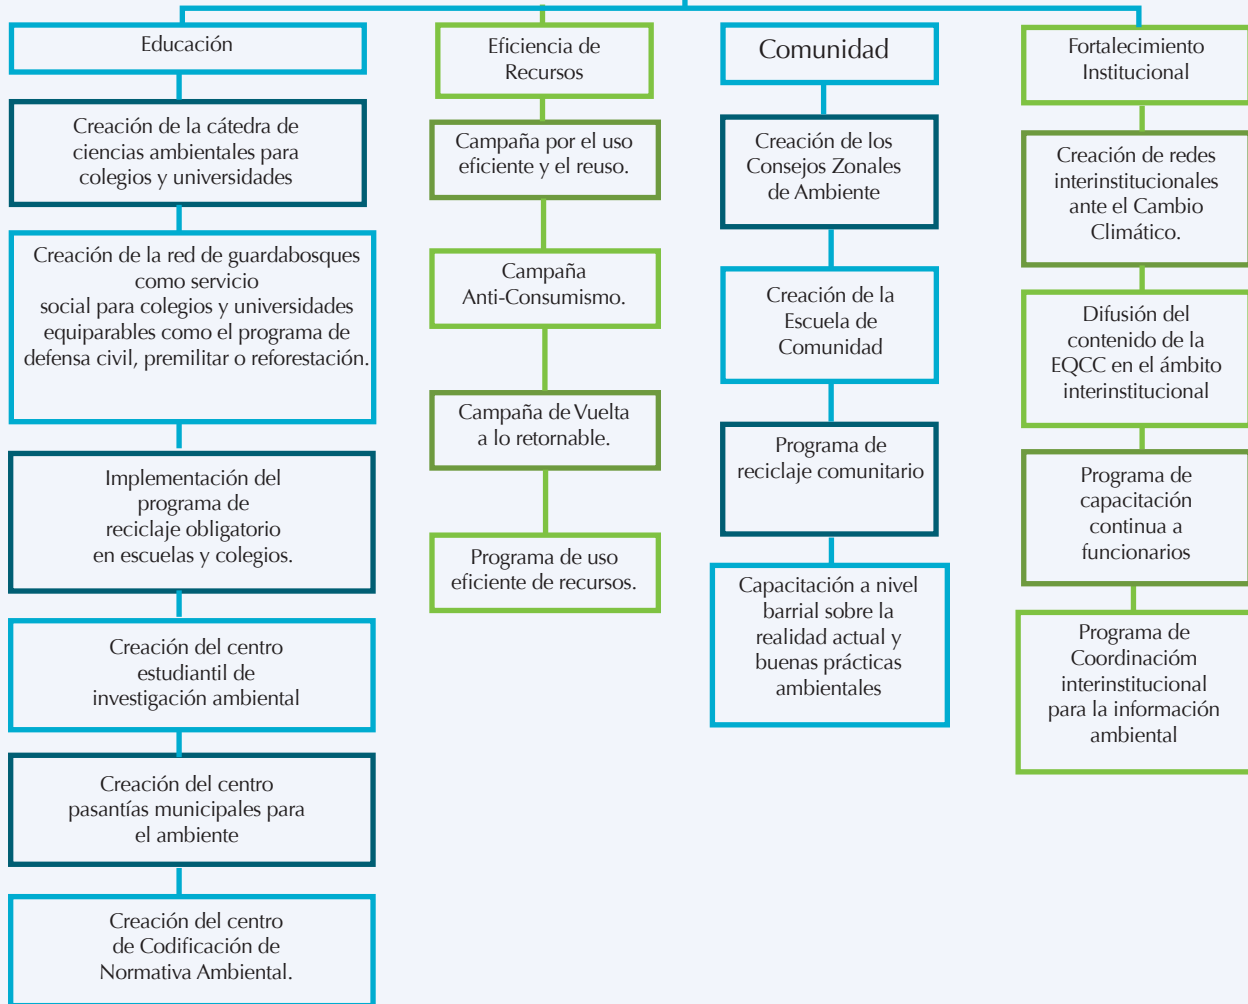 Educación
Creación de la cátedra de
ciencias ambientales para
colegios y universidades
Creación de la red de guardabosques
como servicio
social para colegios y universidades
equiparables como el programa de
defensa civil, premilitar o reforestación.
Implementación del
programa de
reciclaje obligatorio
en escuelas y colegios.
Creación del centro
estudiantil de
investigación ambiental
Creación del centro
pasantías municipales para
el ambiente
Creación del centro
de Codificación de
Normativa Ambiental.
Eficiencia de
Recursos
Campaña por el uso
eficiente y el reuso.
Campaña
Anti-Consumismo.
Campaña de Vuelta
a lo retornable.
Programa de uso
eficiente de recursos.
Comunidad
Creación de los
Consejos Zonales
de Ambiente
Creación de la
Escuela de
Comunidad
Programa de
reciclaje comunitario
Capacitación a nivel
barrial sobre la
realidad actual y
buenas prácticas
ambientales
Fortalecimiento
Institucional
Creación de redes
interinstitucionales
ante el Cambio
Climático.
Difusión del
contenido de la
EQCC en el ámbito
interinstitucional
Programa de
capacitación
continua a
funcionarios
Programa de
Coordinacióm
interinstitucional
para la información
ambiental